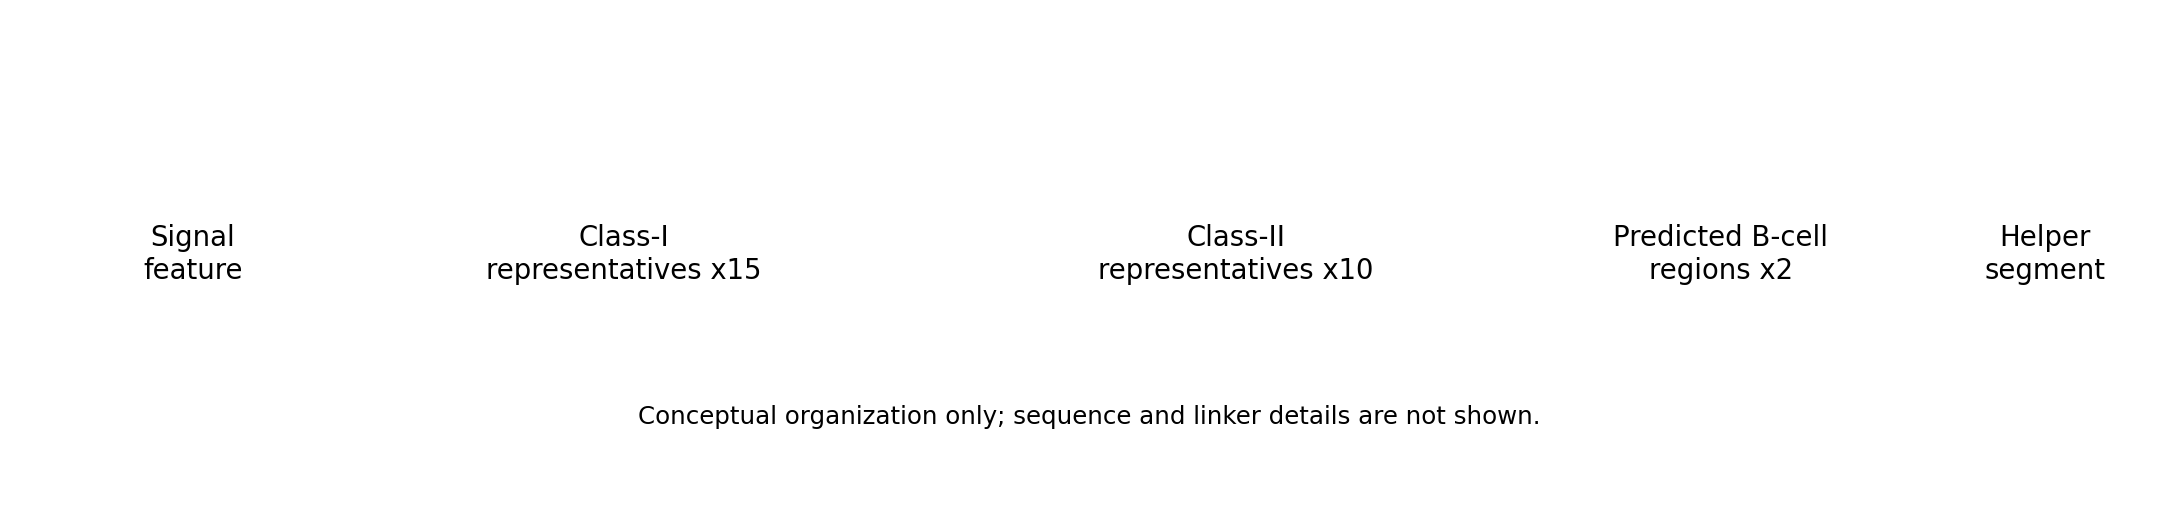 Signal
feature
Class-I
representatives x15
Class-II
representatives x10
Predicted B-cell
regions x2
Helper
segment
Conceptual organization only; sequence and linker details are not shown.